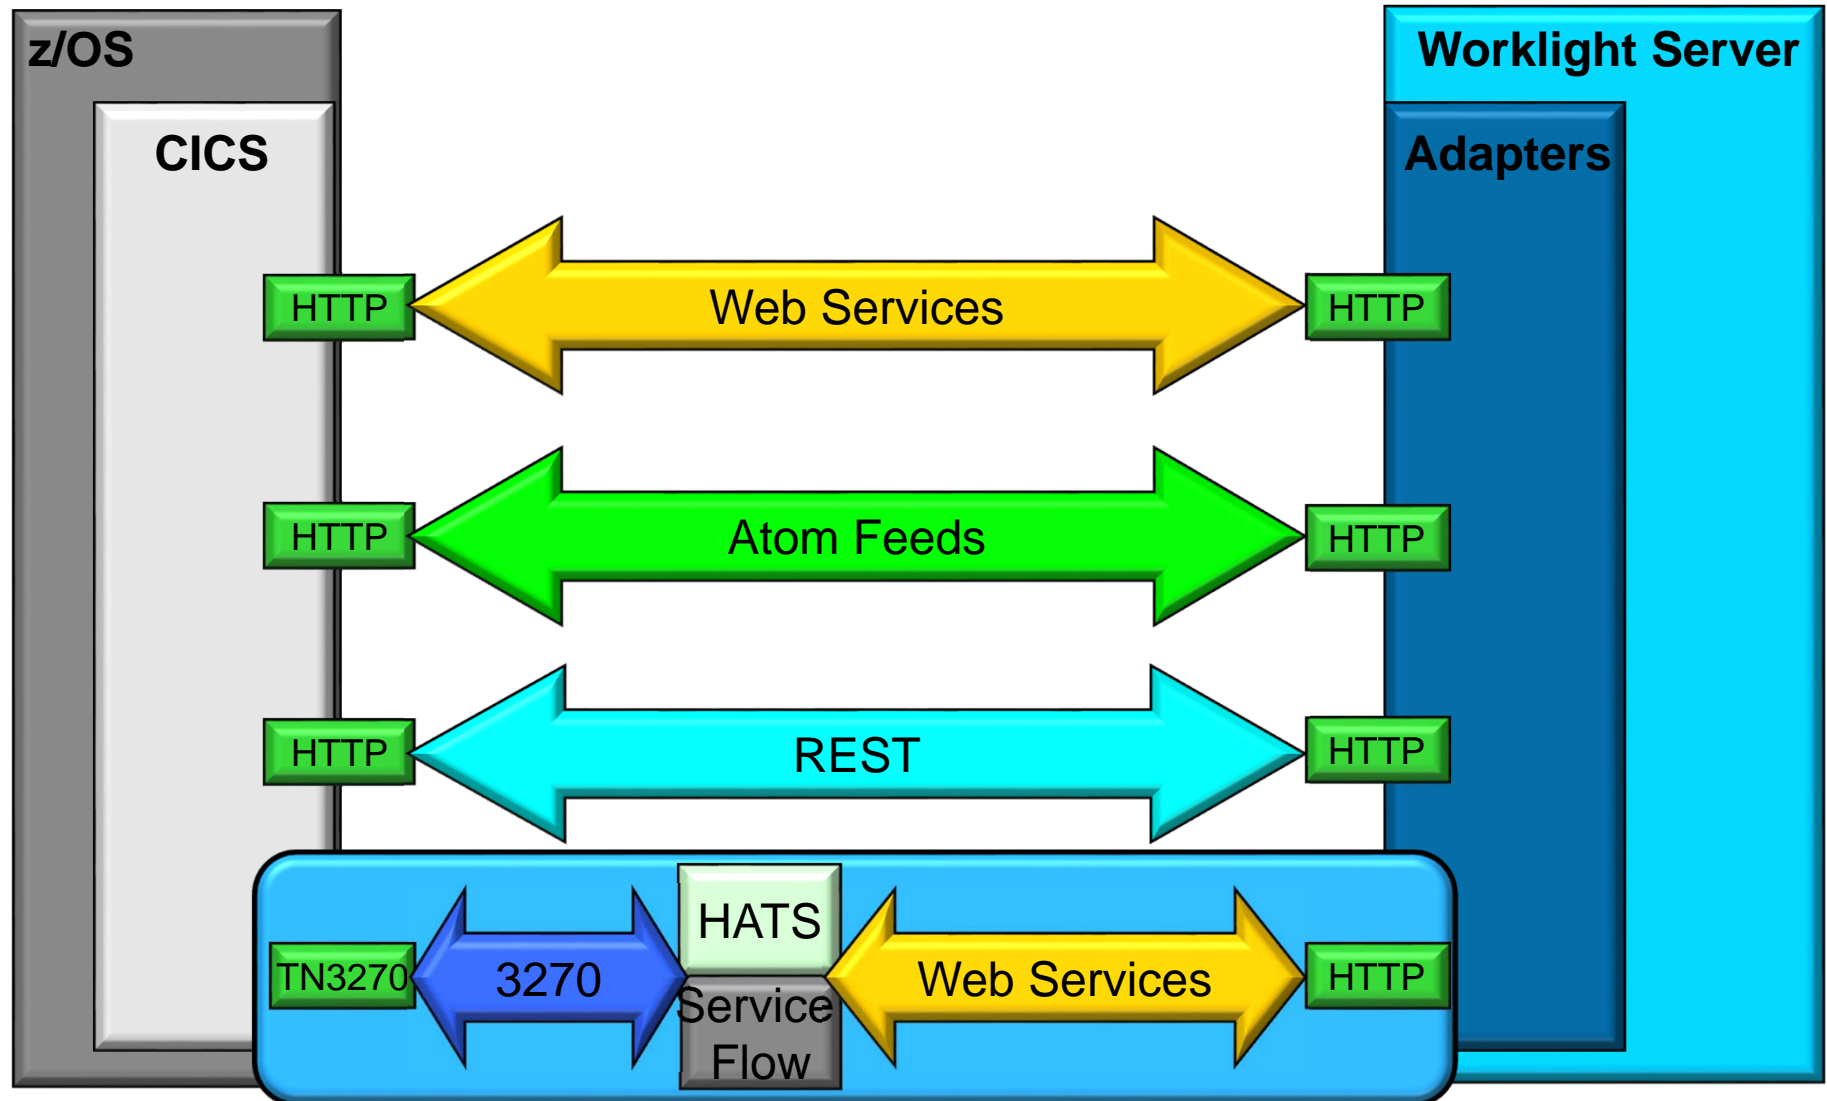 z/OS
Worklight Server
CICS
Adapters
HTTP
Web Services
HTTP
HTTP
Atom Feeds
HTTP
HTTP
REST
HTTP
HATS
TN3270
3270
Web Services
HTTP
Service
Flow